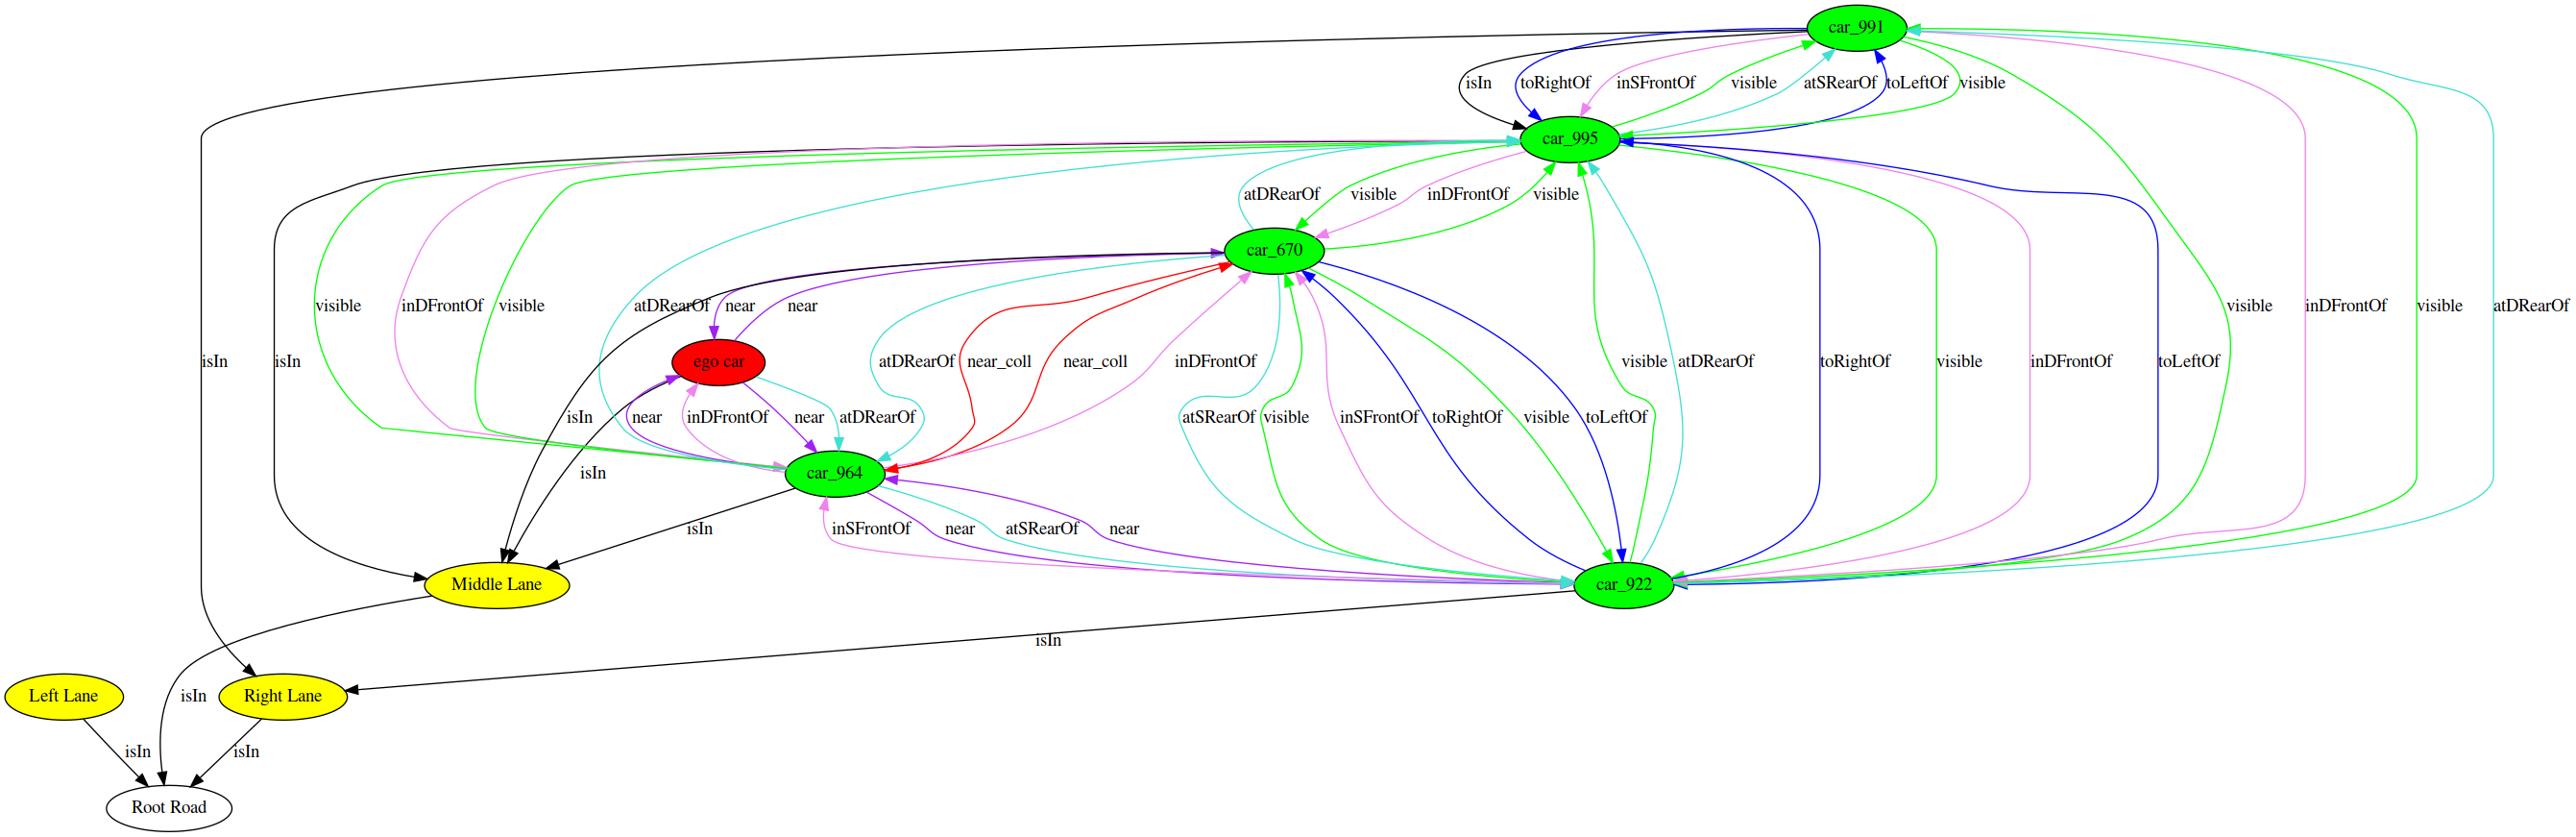 car_991
isIn
toRightOf
inSFrontOf
visible
atSRearOf
toLeftOf
visible
car_995
atDRearOf
visible
inDFrontOf
visible
car_670
visible
inDFrontOf
visible
atDRearOf
near
near
visible
inDFrontOf
visible
atDRearOf
isIn
isIn
ego car
atDRearOf
near_coll
near_coll
inDFrontOf
visible
atDRearOf
toRightOf
visible
inDFrontOf
toLeftOf
isIn
near
inDFrontOf
near
atDRearOf
atSRearOf
visible
inSFrontOf
toRightOf
visible
toLeftOf
isIn
car_964
isIn
inSFrontOf
near
atSRearOf
near
Middle Lane
car_922
isIn
Left Lane
isIn
Right Lane
isIn
isIn
Root Road